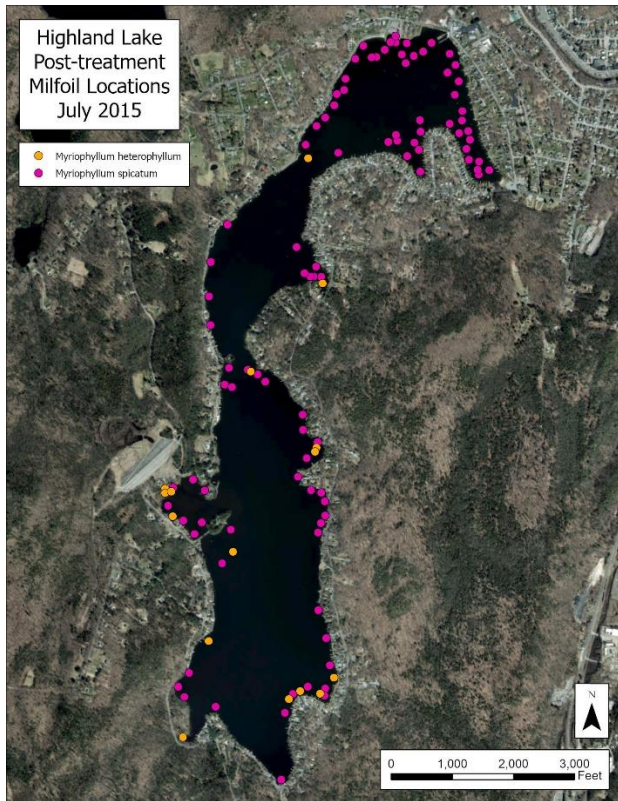 Highland Lake
Post-treatment
Milfoil Locations
July 2015
Myriophyllum heterophyllum
Myriophyllum spicatum
N
0 1,000 2,000 3,000
Feet